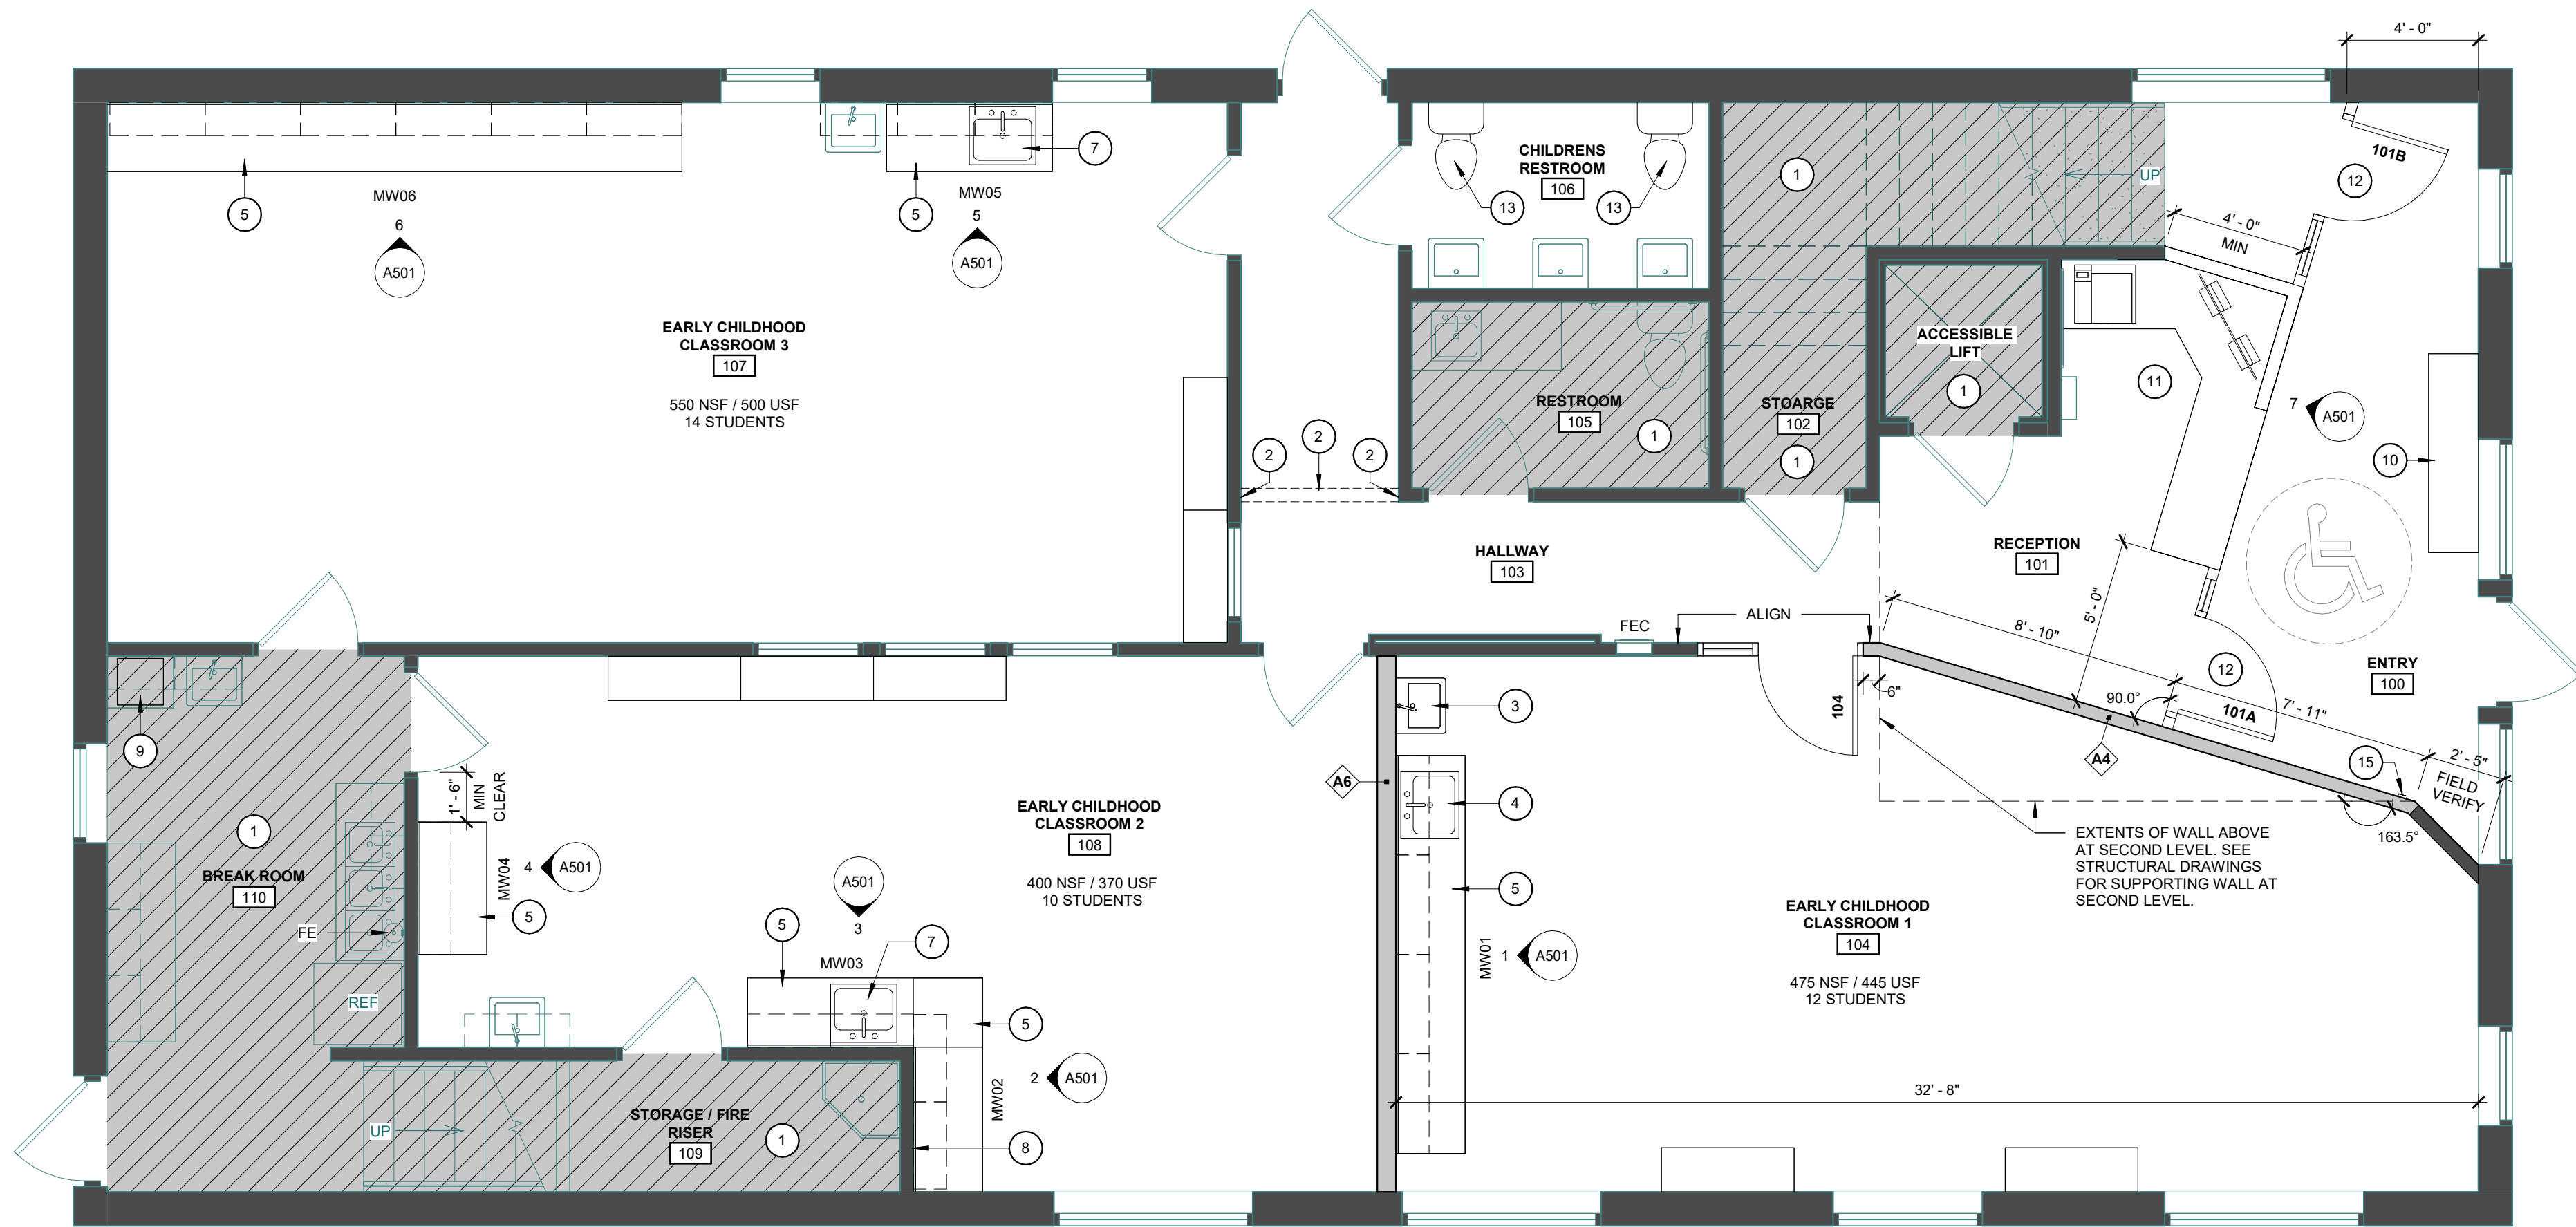 4' - 0"
101B
12
UP
4' - 0"
MIN
CHILDRENS
RESTROOM
106
13
13
1
7
5
MW06
6
A501
5
MW05
5
A501
EARLY CHILDHOOD
CLASSROOM 3
107
550 NSF / 500 USF
14 STUDENTS
ACCESSIBLE
LIFT
1
11
RESTROOM
105
1
STOARGE
102
1
2
2
2
7
A501
10
HALLWAY
103
RECEPTION
101
5' - 0"
ALIGN
FEC
8' - 10"
12
ENTRY
100
6"
104
90.0°
101A
7' - 11"
A4
15
2' - 5"
FIELD
VERIFY
163.5°
EXTENTS OF WALL ABOVE
AT SECOND LEVEL. SEE
STRUCTURAL DRAWINGS
FOR SUPPORTING WALL AT
SECOND LEVEL.
9
1
BREAK ROOM
110
FE
REF
1' - 6"
MIN
CLEAR
MW04
4
A501
5
EARLY CHILDHOOD
CLASSROOM 2
108
400 NSF / 370 USF
10 STUDENTS
A501
3
5
7
MW03
5
2
A501
MW02
8
UP
STORAGE / FIRE
RISER
109
1
A6
3
4
5
MW01
1
A501
EARLY CHILDHOOD
CLASSROOM 1
104
475 NSF / 445 USF
12 STUDENTS
32' - 8"